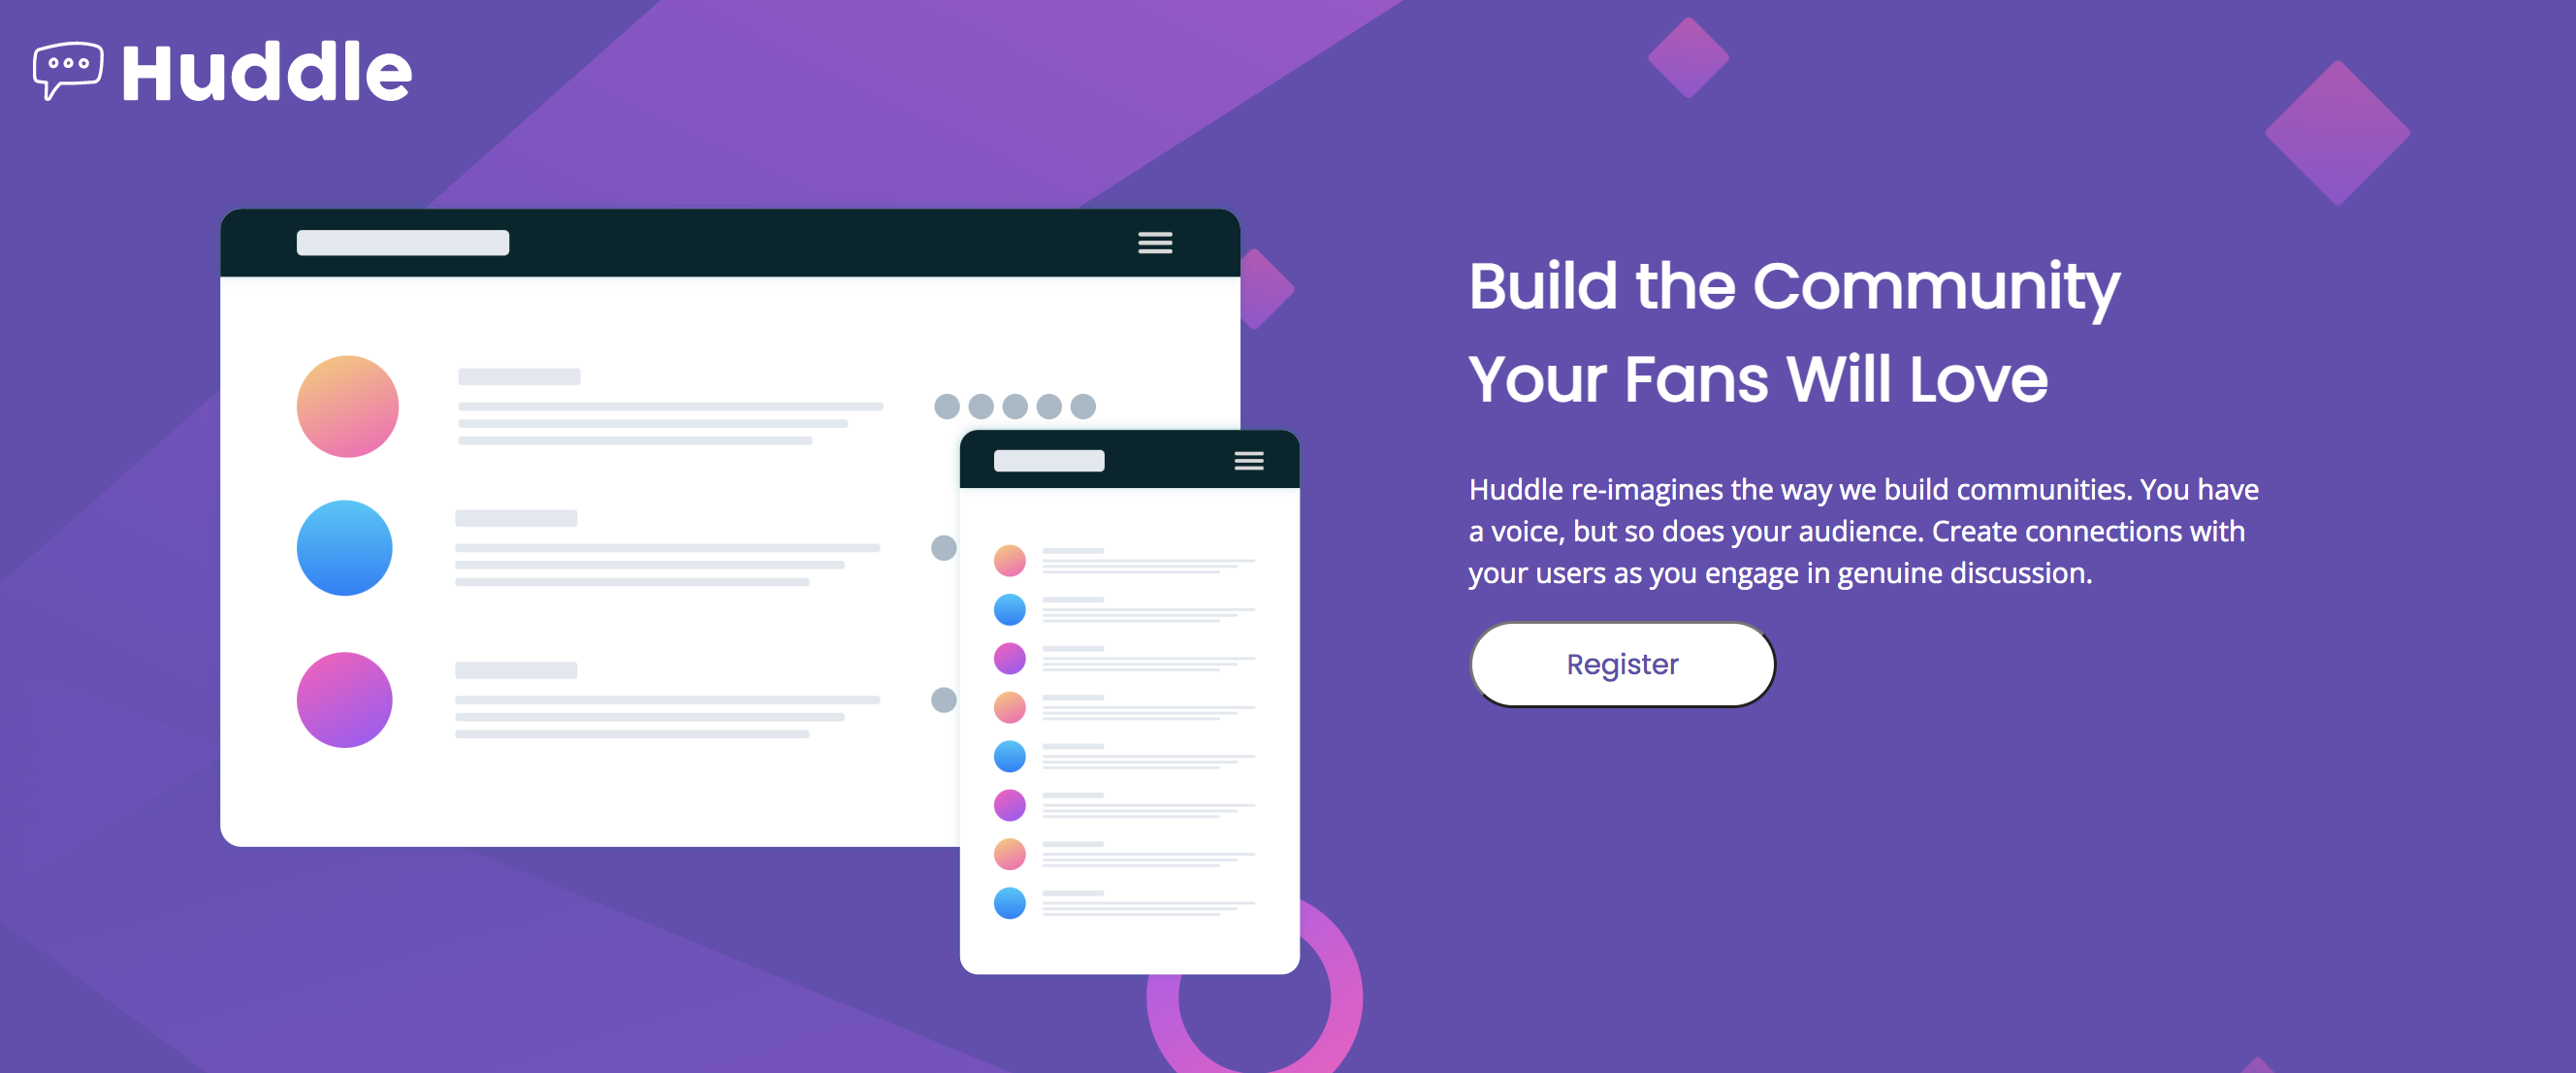 Huddle
Build the Community
Your Fans Will Love
Huddle re-imagines the way we build communities. You have
a voice, but so does your audience. Create connections with
your users as you engage in genuine discussion.
Register